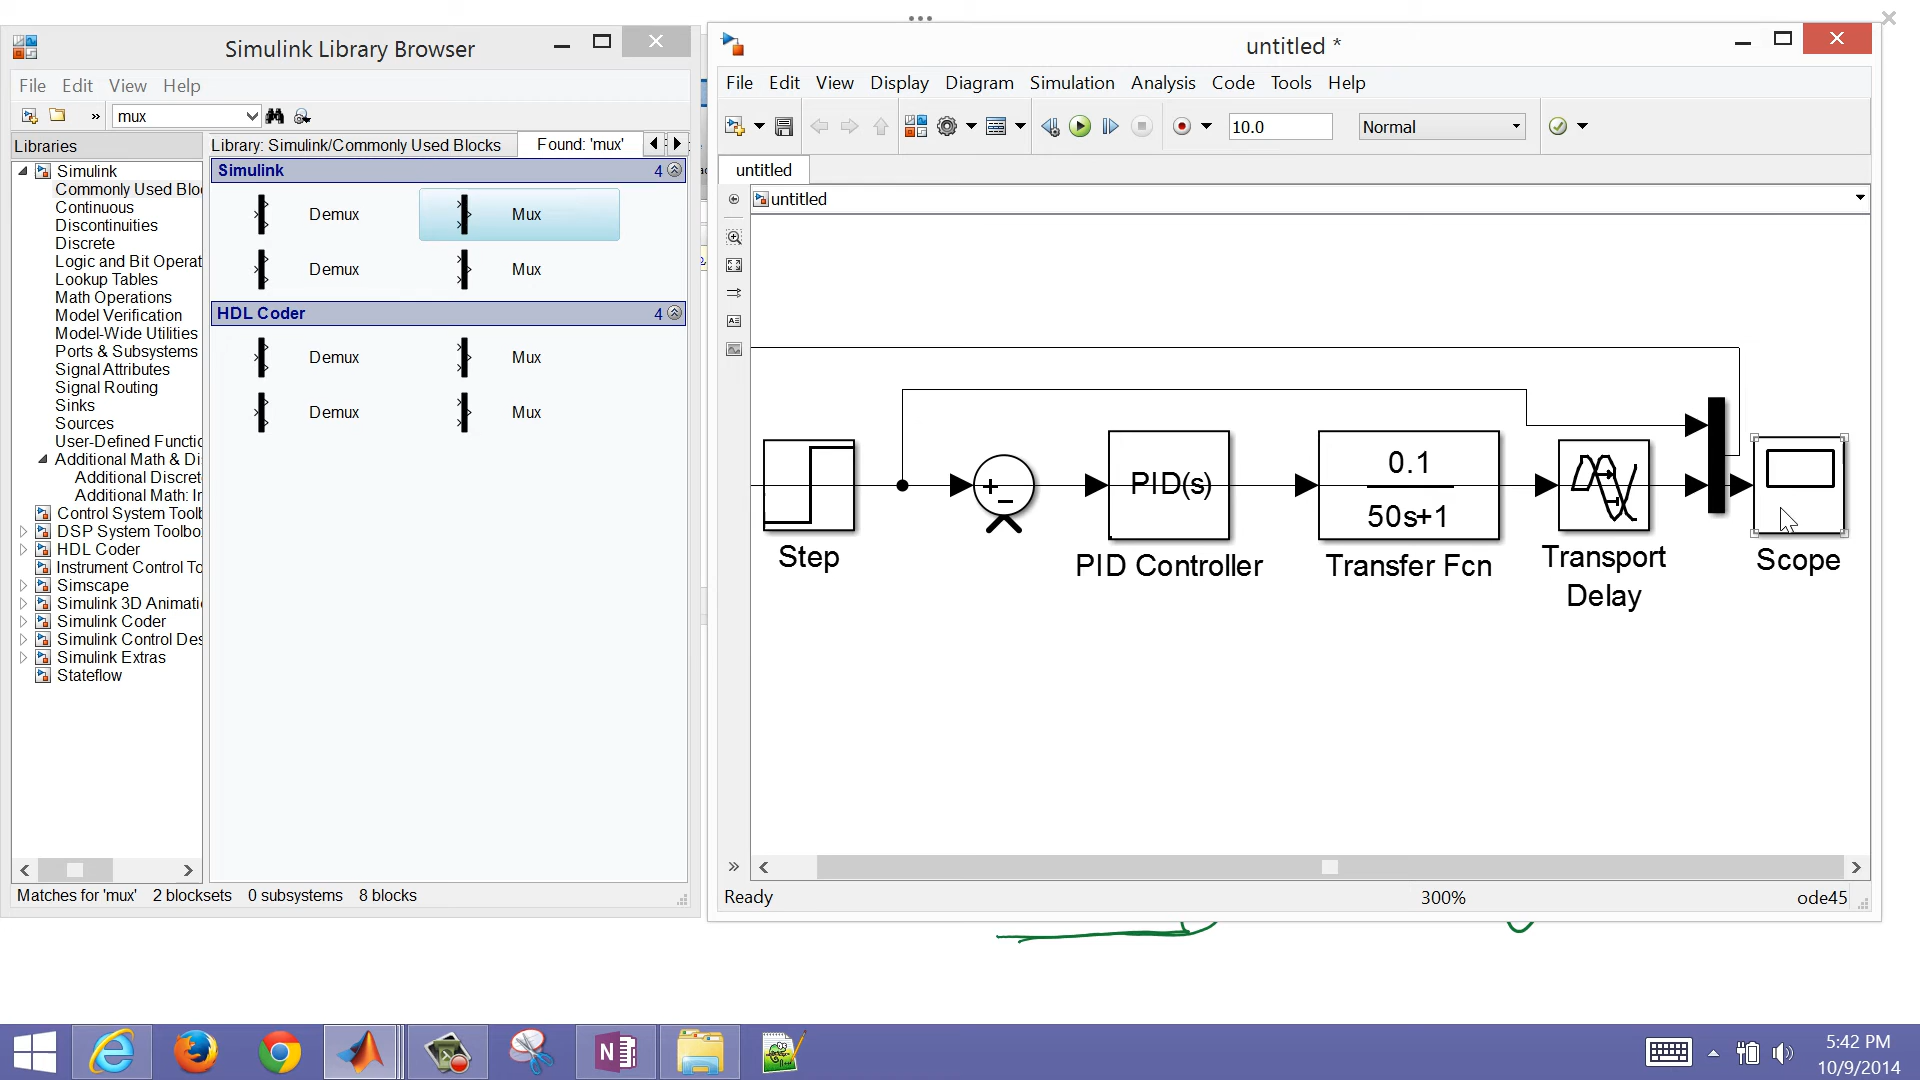 Simulink Library Browser
File Edit View Help
» mux
Libraries
Simulink
Commonly Used Bloc
Continuous
Discontinuities
Discrete
Logic and Bit Operat
Lookup Tables
Math Operations
Model Verification
Model-Wide Utilities
Ports & Subsystems
Signal Attributes
Signal Routing
Sinks
Sources
User-Defined Functio
Additional Math & Di
Additional Discret
Additional Math: In
Control System Toolb
DSP System Toolbo
HDL Coder
Instrument Control To
Simscape
Simulink 3D Animati
Simulink Coder
Simulink Control Des
Simulink Extras
Stateflow
Library: Simulink/Commonly Used Blocks Found: 'mux'
Simulink 4
Demux Mux
Demux Mux
HDL Coder 4
Demux Mux
Demux Mux
Matches for 'mux' 2 blocksets 0 subsystems 8 blocks
untitled *
File Edit View Display Diagram Simulation Analysis Code Tools Help
10.0 Normal
untitled
untitled
Step
+ −
PID(s)
PID Controller
0.1
50s+1
Transfer Fcn
Transport
Delay
Scope
Ready 300% ode45
5:42 PM
10/9/2014